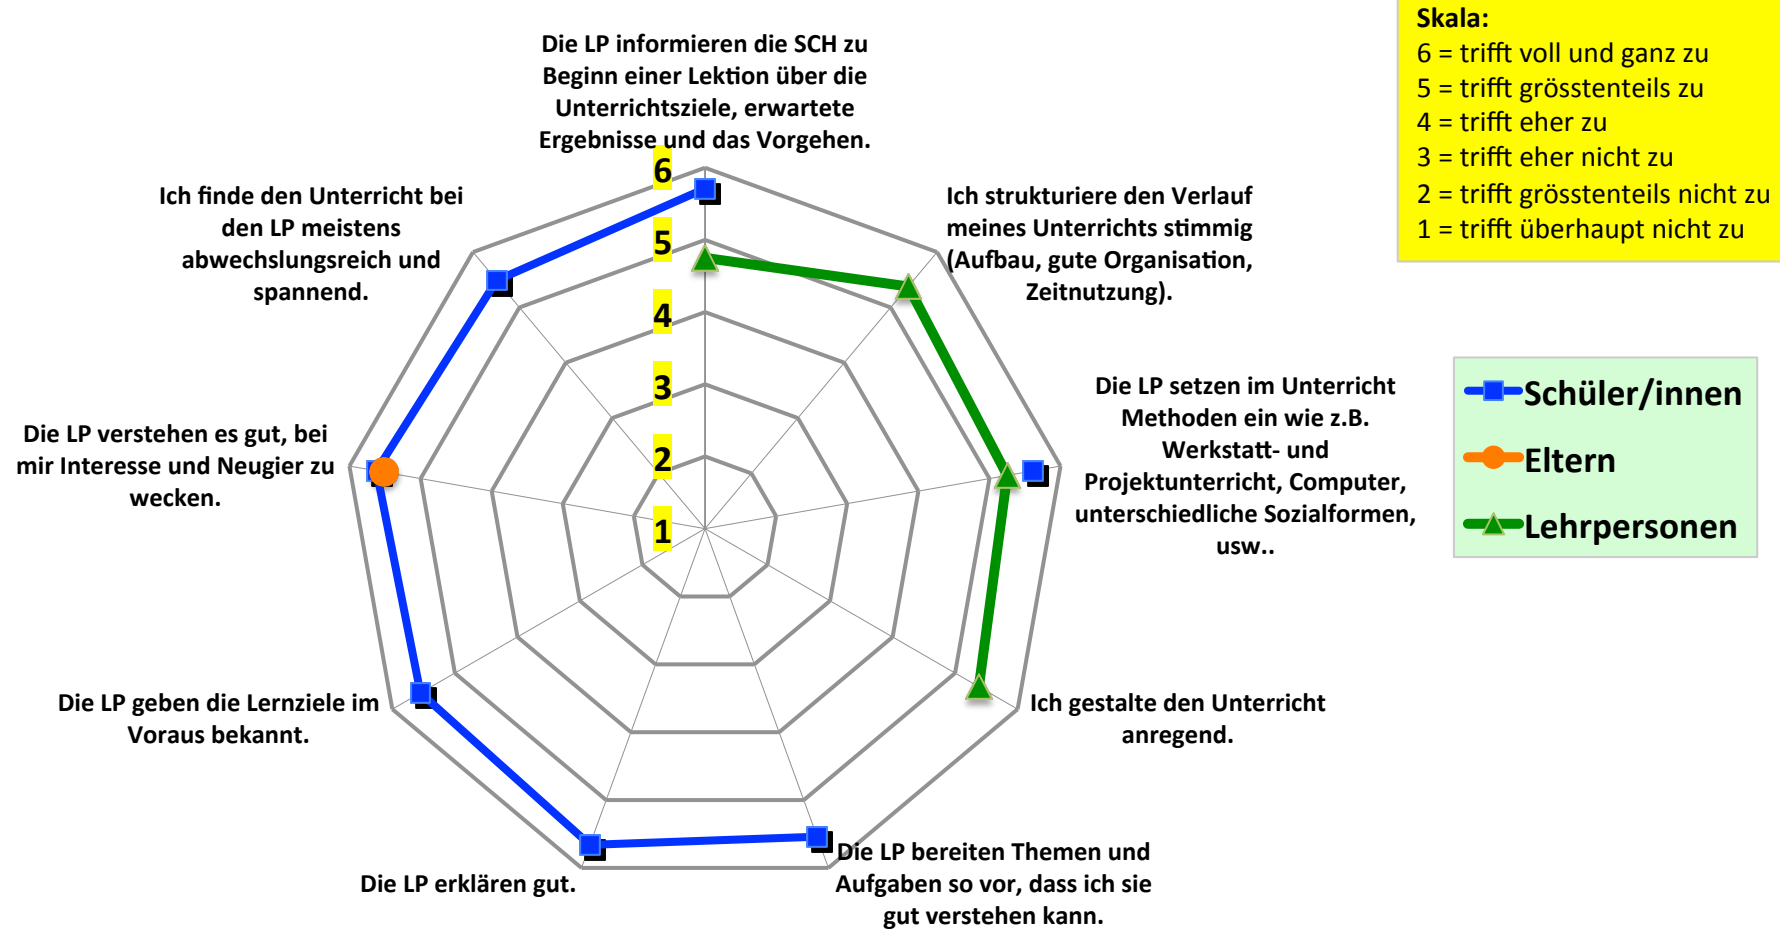 Skala:
6 = trifft voll und ganz zu
5 = trifft grösstenteils zu
4 = trifft eher zu
3 = trifft eher nicht zu
2 = trifft grösstenteils nicht zu
1 = trifft überhaupt nicht zu
Die LP informieren die SCH zu
Beginn einer Lektion über die
Unterrichtsziele, erwartete
Ergebnisse und das Vorgehen.
Ich strukturiere den Verlauf
meines Unterrichts stimmig
(Aufbau, gute Organisation,
Zeitnutzung).
Die LP setzen im Unterricht
Methoden ein wie z.B.
Werkstatt- und
Projektunterricht, Computer,
unterschiedliche Sozialformen,
usw..
Ich gestalte den Unterricht
anregend.
Die LP bereiten Themen und
Aufgaben so vor, dass ich sie
gut verstehen kann.
Die LP erklären gut.
Die LP geben die Lernziele im
Voraus bekannt.
Die LP verstehen es gut, bei
mir Interesse und Neugier zu
wecken.
Ich finde den Unterricht bei
den LP meistens
abwechslungsreich und
spannend.
6
5
4
3
2
1
Schüler/innen
Eltern
Lehrpersonen